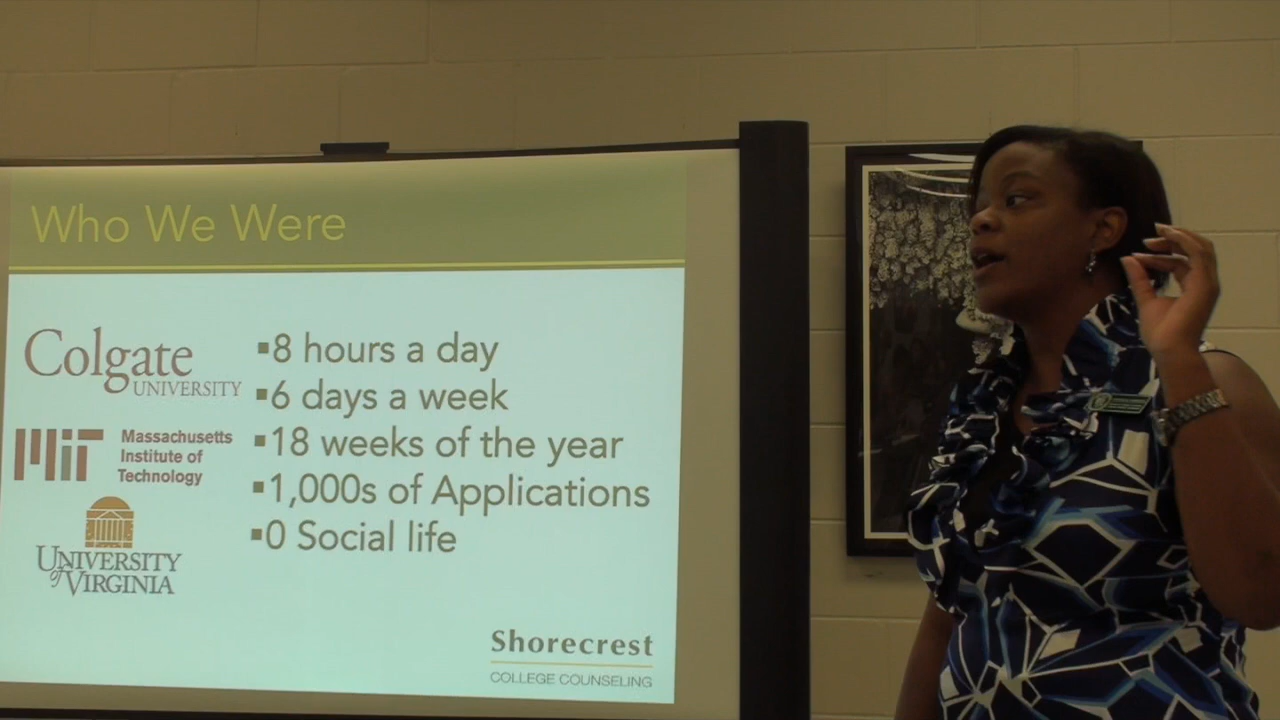 Who We Were
Colgate
UNIVERSITY
MiT
Massachusetts
Institute of
Technology
UNIVERSITY
of VIRGINIA
▪8 hours a day
▪6 days a week
▪18 weeks of the year
▪1,000s of Applications
▪0 Social life
Shorecrest
COLLEGE COUNSELING